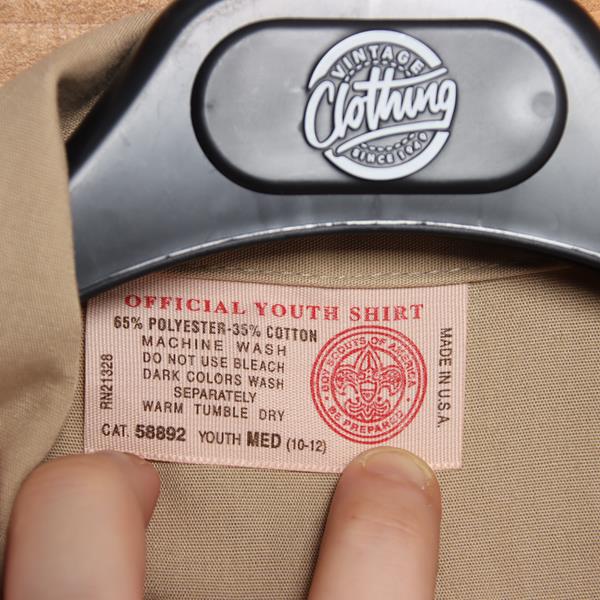 VINTAGE
Clothing
SINCE 1920
OFFICIAL YOUTH SHIRT
65% POLYESTER-35% COTTON
MACHINE WASH
DO NOT USE BLEACH
DARK COLORS WASH
SEPARATELY
WARM TUMBLE DRY
CAT. 58892 YOUTH MED (10-12)
RN21328
BOY SCOUTS OF AMERICA
BE PREPARED
MADE IN U.S.A.